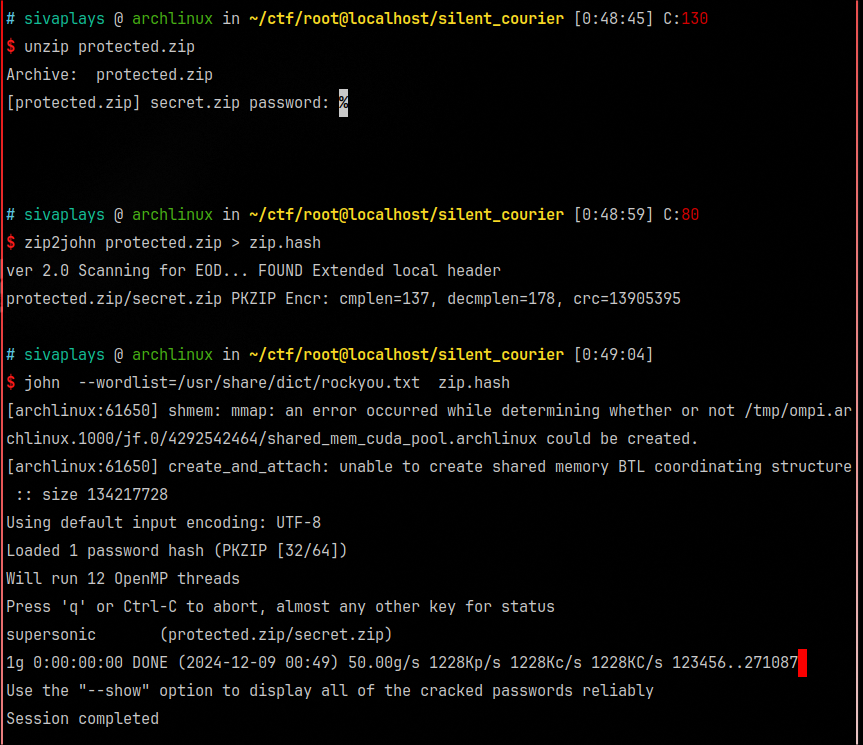 # sivaplays @ archlinux in ~/ctf/root@localhost/silent_courier [0:48:45] C:130
$ unzip protected.zip
Archive:  protected.zip
[protected.zip] secret.zip password: %
# sivaplays @ archlinux in ~/ctf/root@localhost/silent_courier [0:48:59] C:80
$ zip2john protected.zip > zip.hash
ver 2.0 Scanning for EOD... FOUND Extended local header
protected.zip/secret.zip PKZIP Encr: cmplen=137, decmplen=178, crc=13905395
# sivaplays @ archlinux in ~/ctf/root@localhost/silent_courier [0:49:04]
$ john  --wordlist=/usr/share/dict/rockyou.txt  zip.hash
[archlinux:61650] shmem: mmap: an error occurred while determining whether or not /tmp/ompi.ar
chlinux.1000/jf.0/4292542464/shared_mem_cuda_pool.archlinux could be created.
[archlinux:61650] create_and_attach: unable to create shared memory BTL coordinating structure
 :: size 134217728
Using default input encoding: UTF-8
Loaded 1 password hash (PKZIP [32/64])
Will run 12 OpenMP threads
Press 'q' or Ctrl-C to abort, almost any other key for status
supersonic       (protected.zip/secret.zip)
1g 0:00:00:00 DONE (2024-12-09 00:49) 50.00g/s 1228Kp/s 1228Kc/s 1228KC/s 123456..271087
Use the "--show" option to display all of the cracked passwords reliably
Session completed